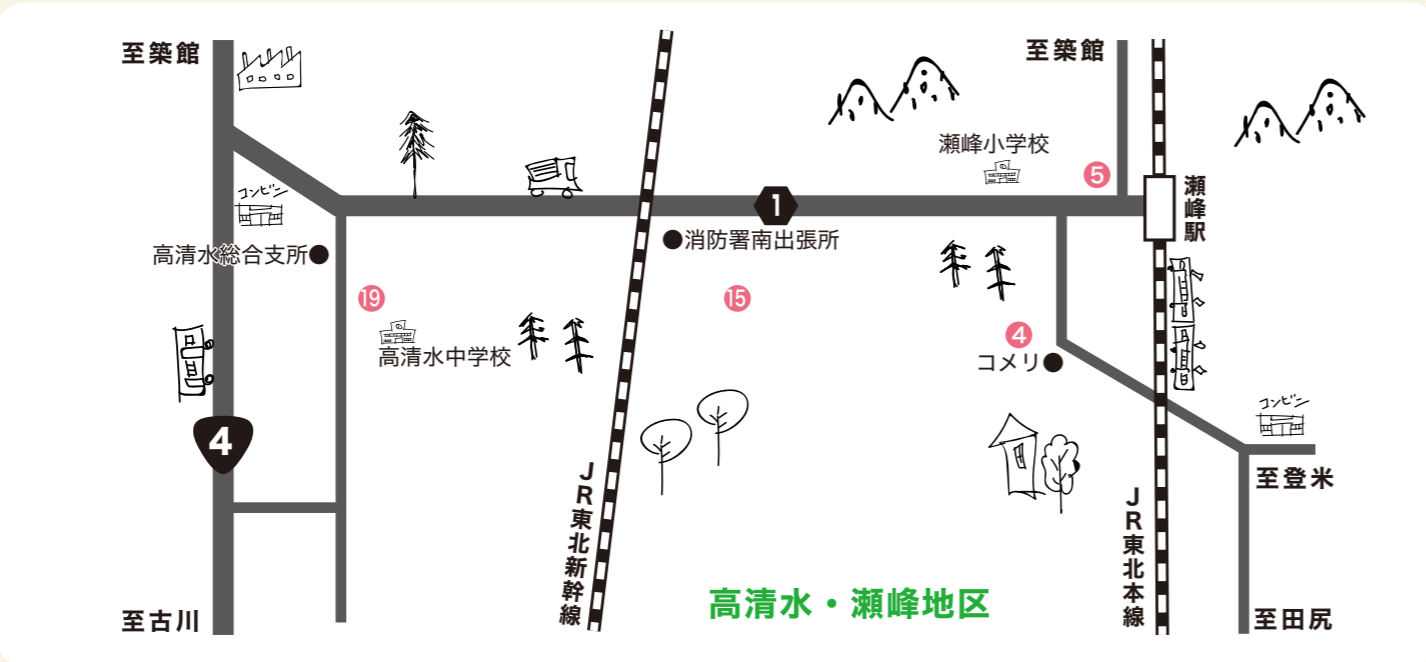 至築館
至築館
瀬峰小学校
⑤
瀬峰駅
コンビニ
1
高清水総合支所
消防署南出張所
⑲
⑮
④
高清水中学校
コメリ
コンビニ
4
JR東北新幹線
至登米
JR東北本線
高清水・瀬峰地区
至古川
至田尻